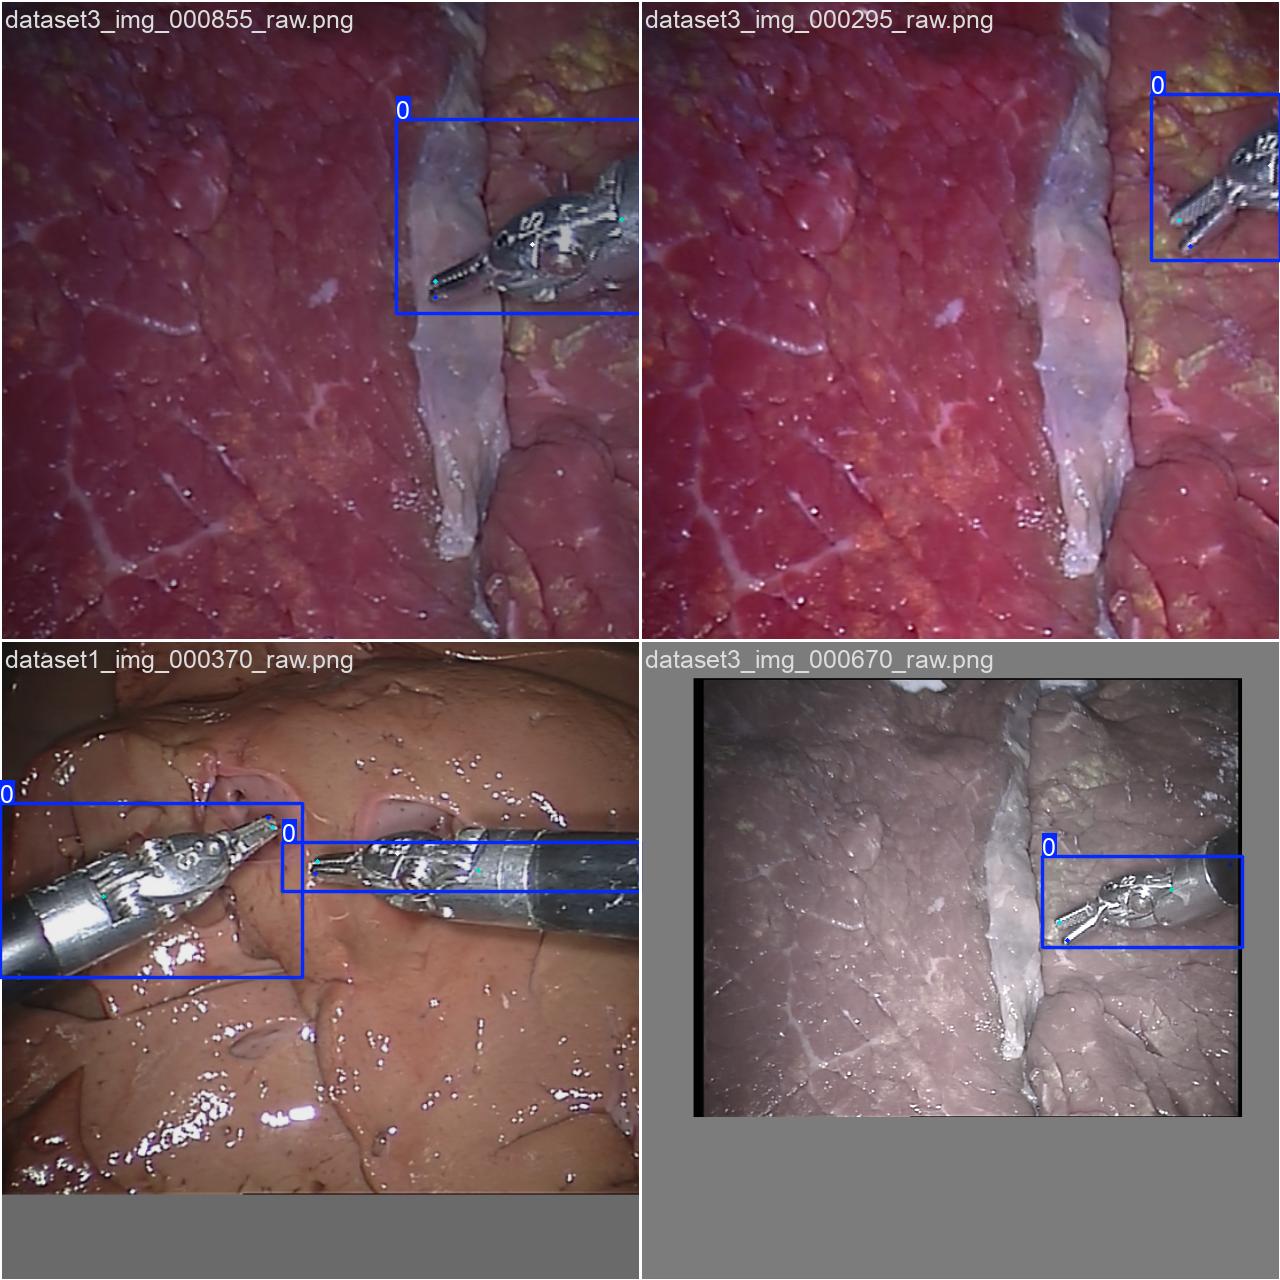 dataset3_img_000855_raw.png
dataset3_img_000295_raw.png
0
0
dataset1_img_000370_raw.png
dataset3_img_000670_raw.png
0
0
0